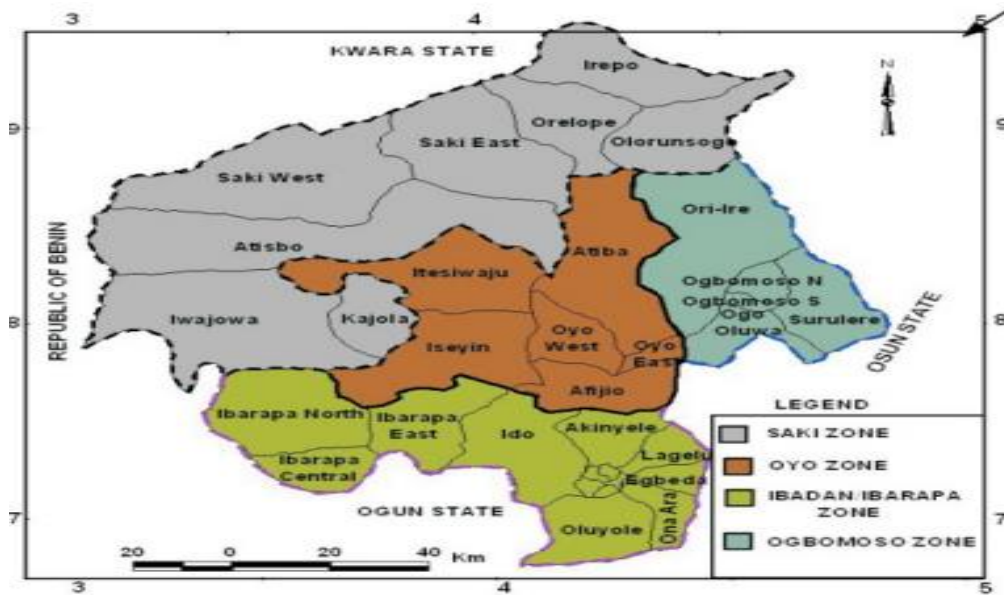 3 4 5
KWARA STATE
Irepo
N
9 9
Orelope
Saki East
Olorunsogo
Saki West
Ori-Ire
Atisbo
Itesiwaju
Atiba
REPUBLIC OF BENIN
Ogbomoso N
Ogbomoso S
8 8
Iwajowa
Kajola
Ogo
Oluwa
Surulere
Oyo
West
Iseyin
Oyo
East
OSUN STATE
Afijio
Ibarapa North
Ibarapa
East
Ido
Akinyele
Ibarapa
Central
Lagelu
Egbeda
Ona Ara
Oluyole
OGUN STATE
7 7
LEGEND
SAKI ZONE
OYO ZONE
IBADAN/IBARAPA
ZONE
OGBOMOSO ZONE
20 0 20 40 Km
3 4 5